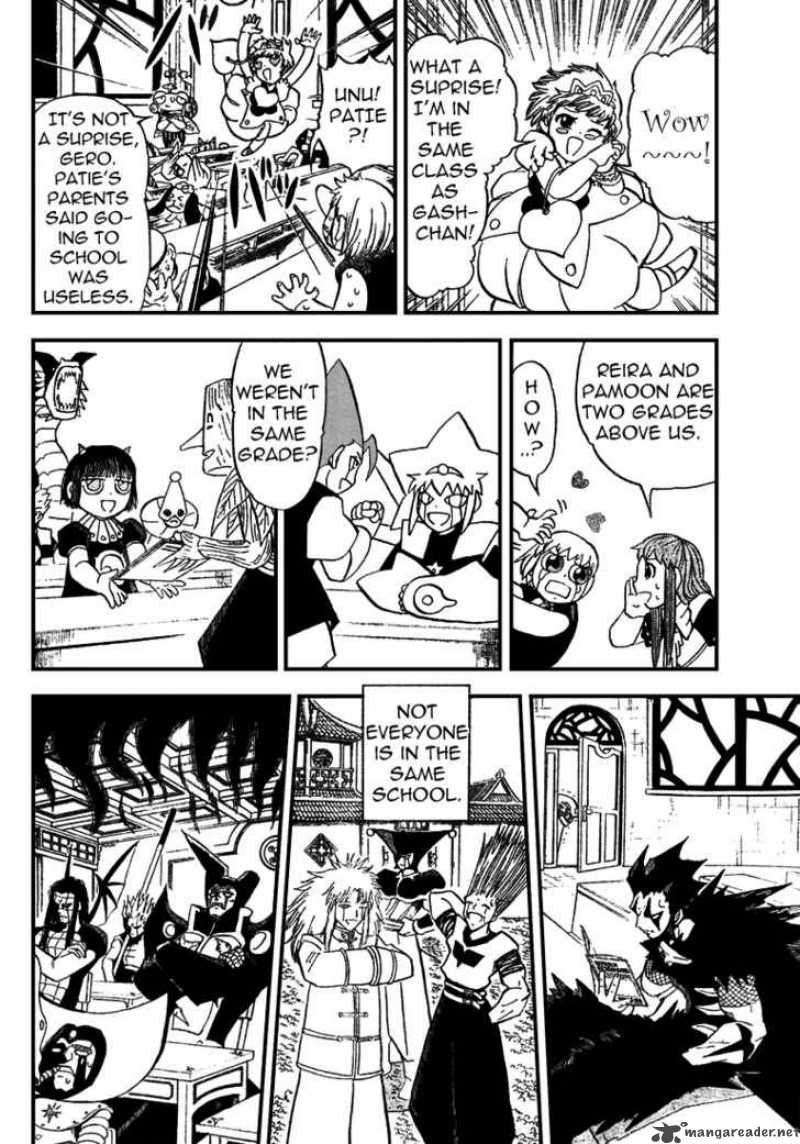 Wow
~~~~!
WHAT A
SUPRISE!
I'M IN
THE
SAME
CLASS
AS
GASH-
CHAN!
UNU!
PATIE
?!
IT'S NOT
A SUPRISE,
GERO.
PATIE'S
PARENTS
SAID GO-
ING TO
SCHOOL
WAS
USELESS.
REIRA AND
PAMOON ARE
TWO GRADES
ABOVE US.
H
O
W
..?
WE
WEREN'T
IN THE
SAME
GRADE?
NOT
EVERYONE
IS IN THE
SAME
SCHOOL.
mangareader.net